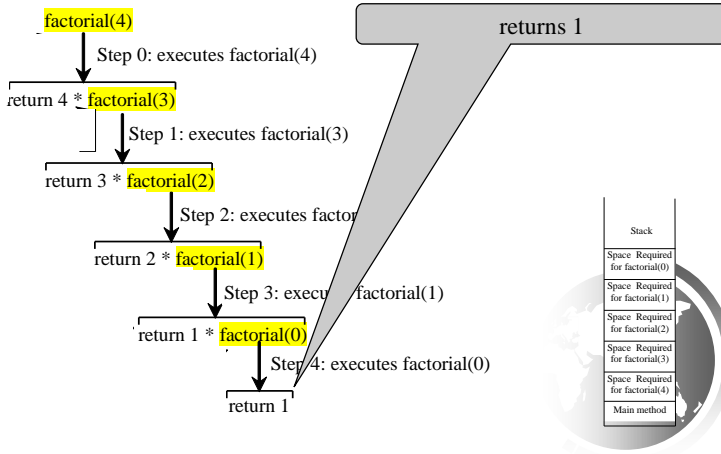 factorial(4)
returns 1
Step 0: executes factorial(4)
return 4 * factorial(3)
Step 1: executes factorial(3)
return 3 * factorial(2)
Step 2: executes factor
return 2 * factorial(1)
Step 3: execu factorial(1)
return 1 * factorial(0)
Step 4: executes factorial(0)
return 1
Stack
Space Required
for factorial(0)
Space Required
for factorial(1)
Space Required
for factorial(2)
Space Required
for factorial(3)
Space Required
for factorial(4)
Main method